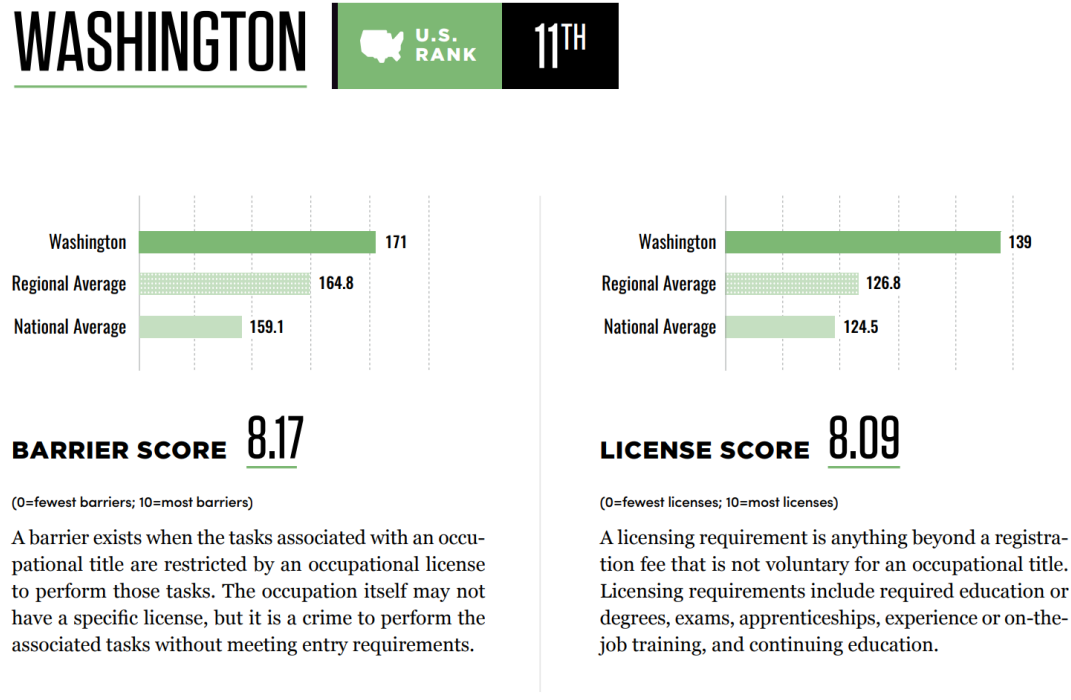 WASHINGTON
U.S.
RANK
11TH
Washington
171
Regional Average
164.8
National Average
159.1
BARRIER SCORE 8.17
(0=fewest barriers; 10=most barriers)
A barrier exists when the tasks associated with an occu-
pational title are restricted by an occupational license
to perform those tasks. The occupation itself may not
have a specific license, but it is a crime to perform the
associated tasks without meeting entry requirements.
Washington
139
Regional Average
126.8
National Average
124.5
LICENSE SCORE 8.09
(0=fewest licenses; 10=most licenses)
A licensing requirement is anything beyond a registra-
tion fee that is not voluntary for an occupational title.
Licensing requirements include required education or
degrees, exams, apprenticeships, experience or on-the-
job training, and continuing education.